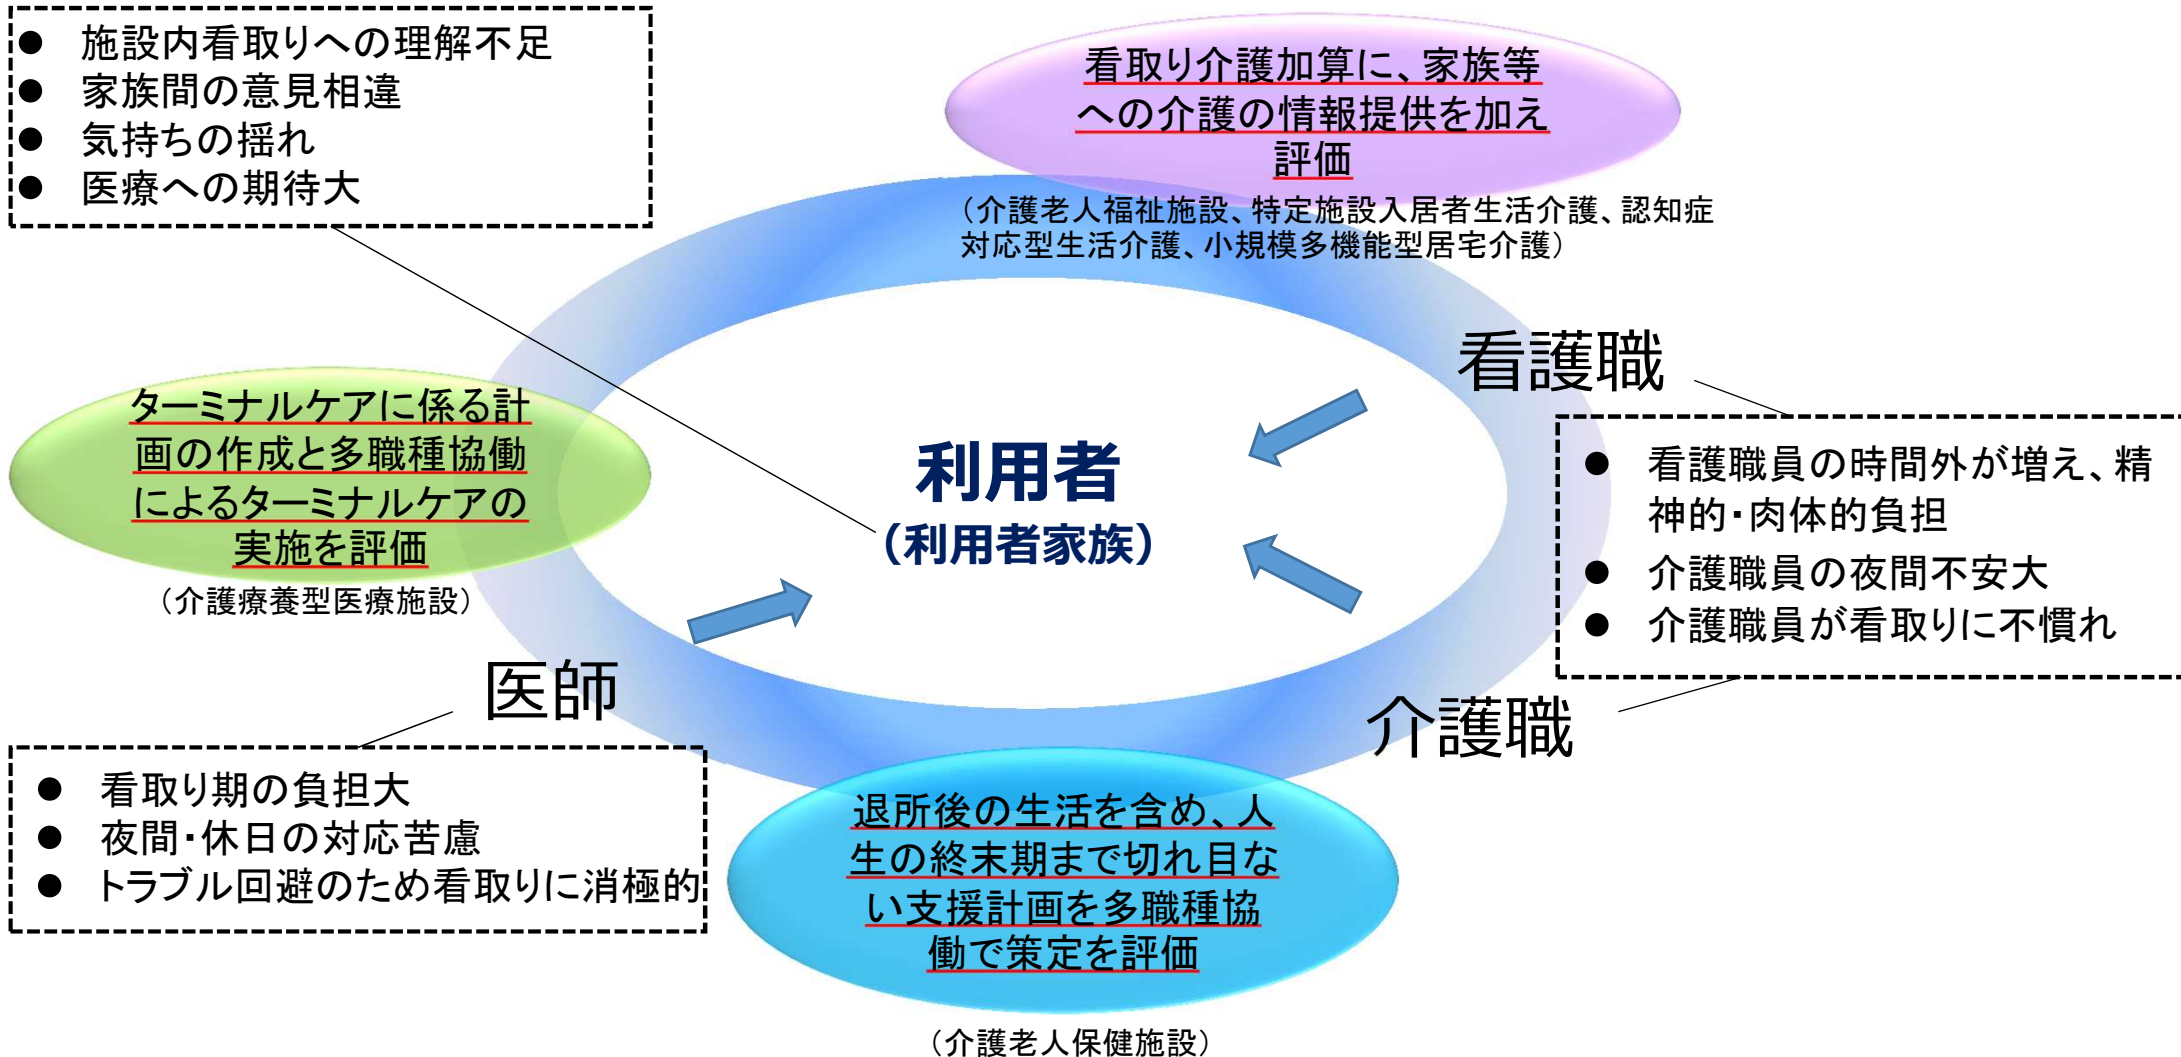 ● 施設内看取りへの理解不足
● 家族間の意見相違
● 気持ちの揺れ
● 医療への期待大
看取り介護加算に、家族等
への介護の情報提供を加え
評価
（介護老人福祉施設、特定施設入居者生活介護、認知症
対応型生活介護、小規模多機能型居宅介護）
ターミナルケアに係る計
画の作成と多職種協働
によるターミナルケアの
実施を評価
（介護療養型医療施設）
利用者
（利用者家族）
看護職
● 看護職員の時間外が増え、精
神的・肉体的負担
● 介護職員の夜間不安大
● 介護職員が看取りに不慣れ
介護職
医師
● 看取り期の負担大
● 夜間・休日の対応苦慮
● トラブル回避のため看取りに消極的
退所後の生活を含め、人
生の終末期まで切れ目な
い支援計画を多職種協
働で策定を評価
（介護老人保健施設）